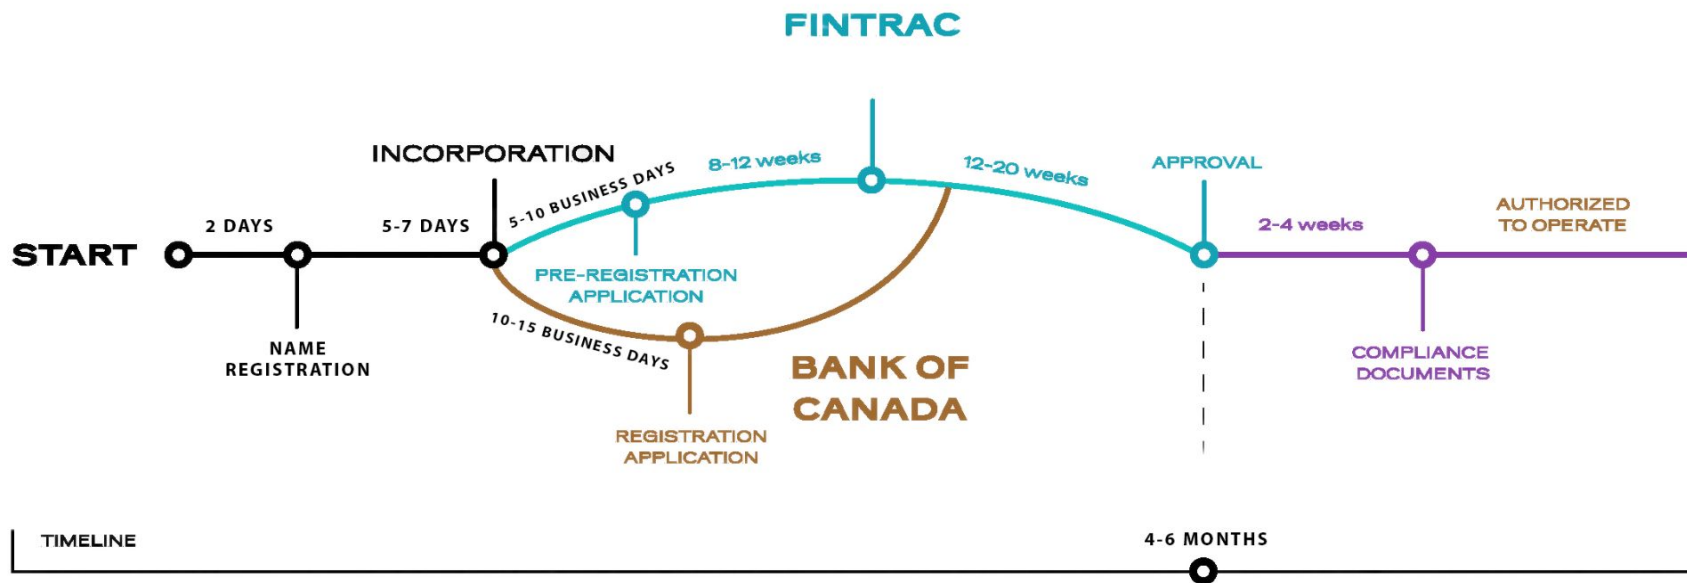 FINTRAC
INCORPORATION
5-10 BUSINESS DAYS
8-12 weeks
12-20 weeks
APPROVAL
START
2 DAYS
5-7 DAYS
2-4 weeks
AUTHORIZED
TO OPERATE
PRE-REGISTRATION
APPLICATION
NAME
REGISTRATION
10-15 BUSINESS DAYS
BANK OF
CANADA
COMPLIANCE
DOCUMENTS
REGISTRATION
APPLICATION
TIMELINE
4-6 MONTHS